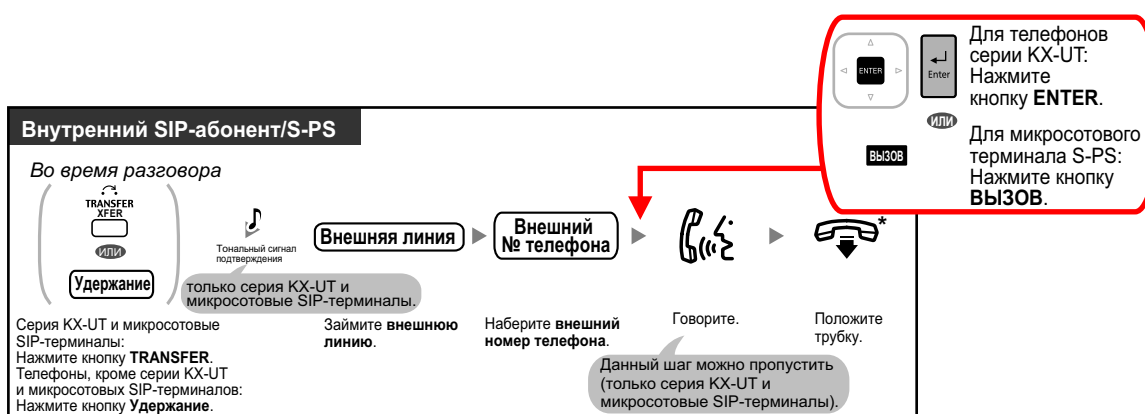 Для телефонов
серии KX-UT:
Нажмите
кнопку ENTER.
ENTER
Enter
ИЛИ
Для микросотового
терминала S-PS:
Нажмите кнопку
ВЫЗОВ.
ВЫЗОВ
Внутренний SIP-абонент/S-PS
Во время разговора
TRANSFER
XFER
ИЛИ
Удержание
Тональный сигнал
подтверждения
только серия KX-UT и
микросотовые SIP-терминалы.
Внешняя линия
Внешний
№ телефона
*
Серия KX-UT и микросотовые
SIP-терминалы:
Нажмите кнопку TRANSFER.
Телефоны, кроме серии KX-UT
и микросотовых SIP-терминалов:
Нажмите кнопку Удержание.
Займите внешнюю
линию.
Наберите внешний
номер телефона.
Говорите.
Данный шаг можно пропустить
(только серия KX-UT и
микросотовые SIP-терминалы).
Положите
трубку.